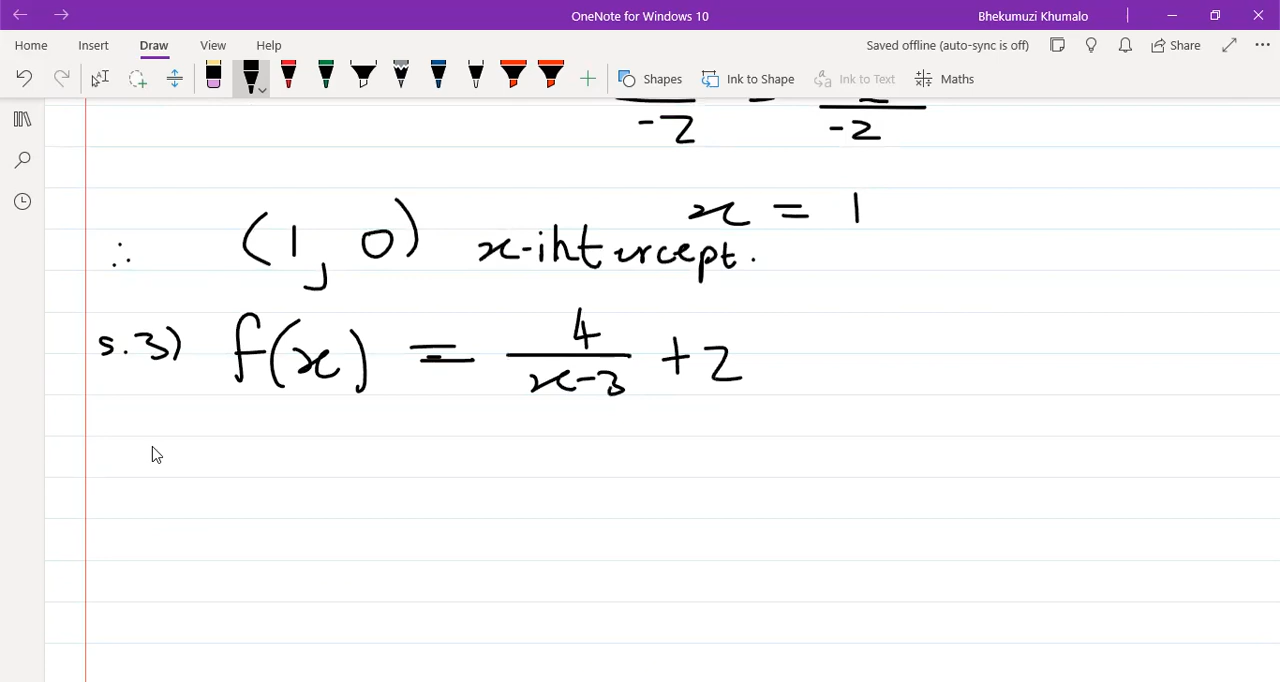 OneNote for Windows 10
Bhekumuzi Khumalo
Home Insert Draw View Help
Saved offline (auto-sync is off)
Share
Shapes
Ink to Shape
Ink to Text
Maths
-2 -2
x = 1
∴ (1, 0) x-intercept.
5.3) f(x) = 4/(x-3) + 2